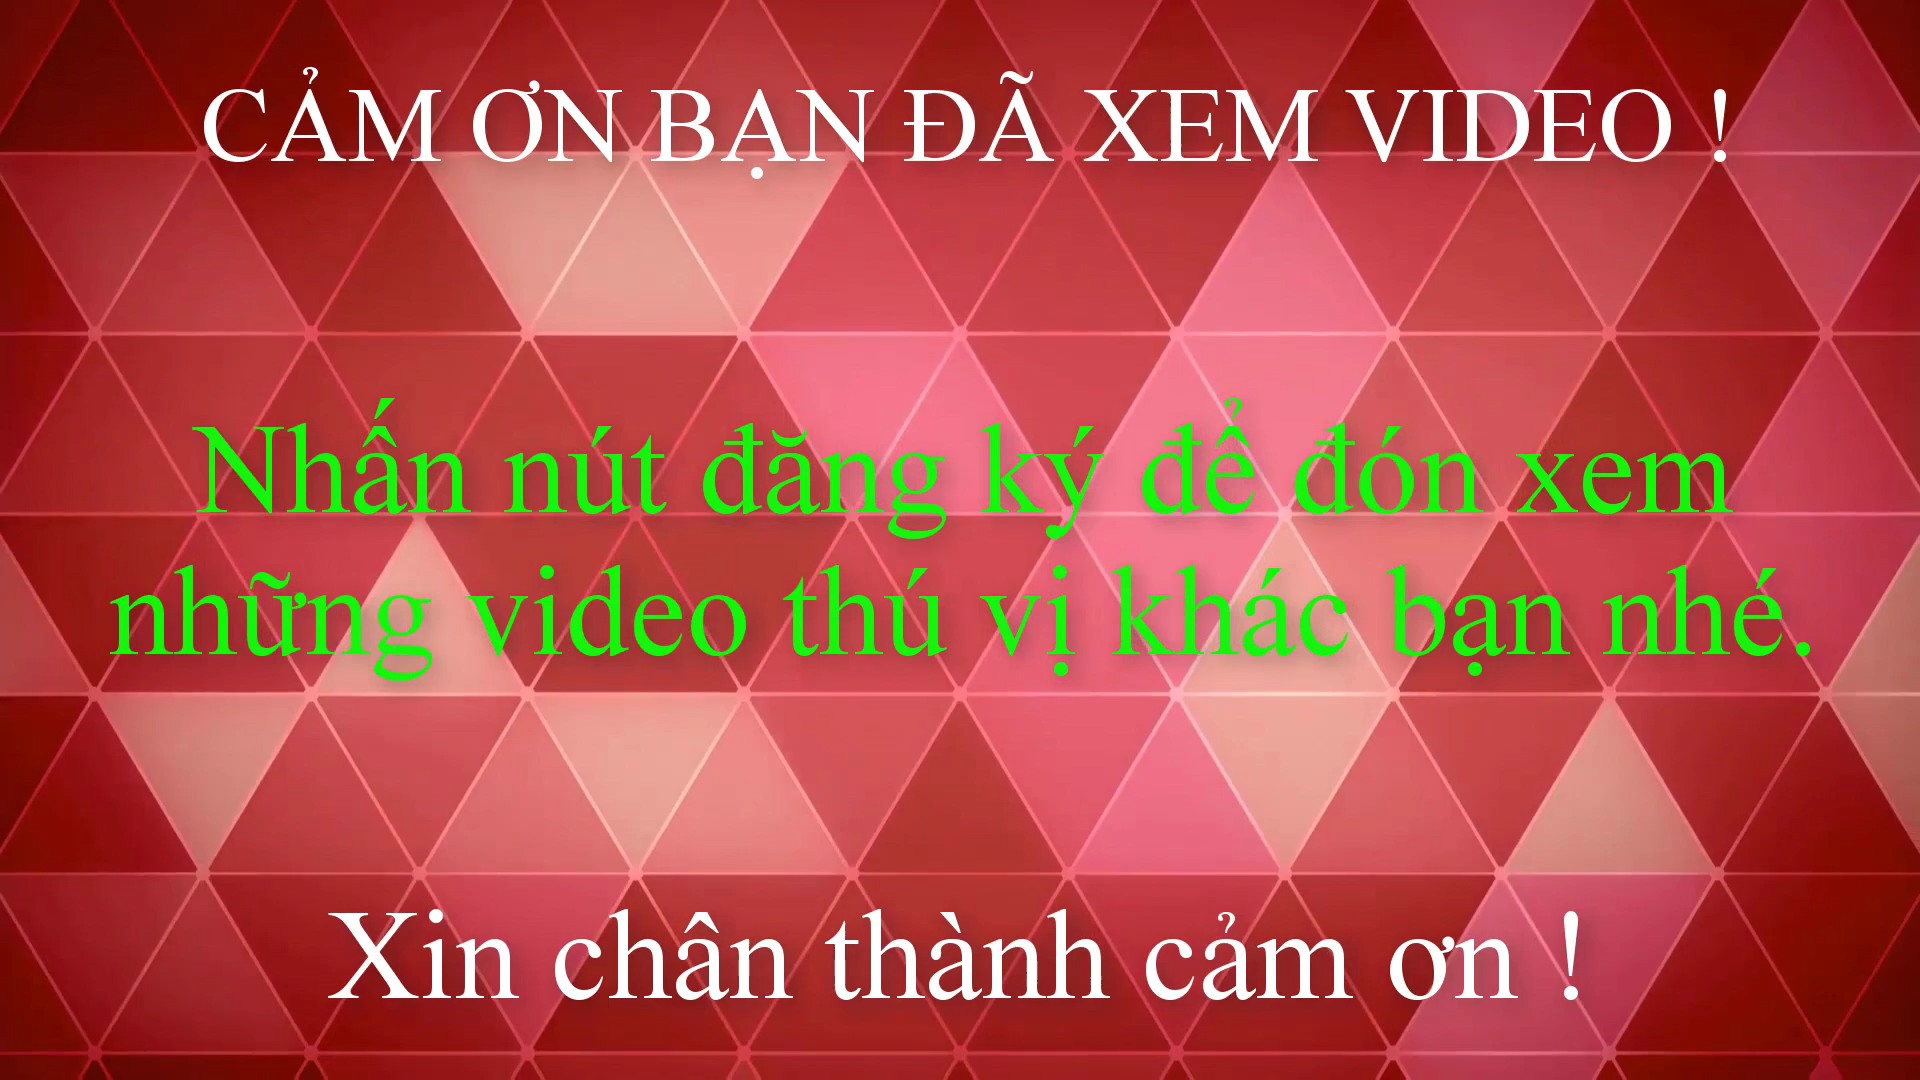 CẢM ƠN BẠN ĐÃ XEM VIDEO !
Nhấn nút đăng ký để đón xem
những video thú vị khác bạn nhé.
Xin chân thành cảm ơn !